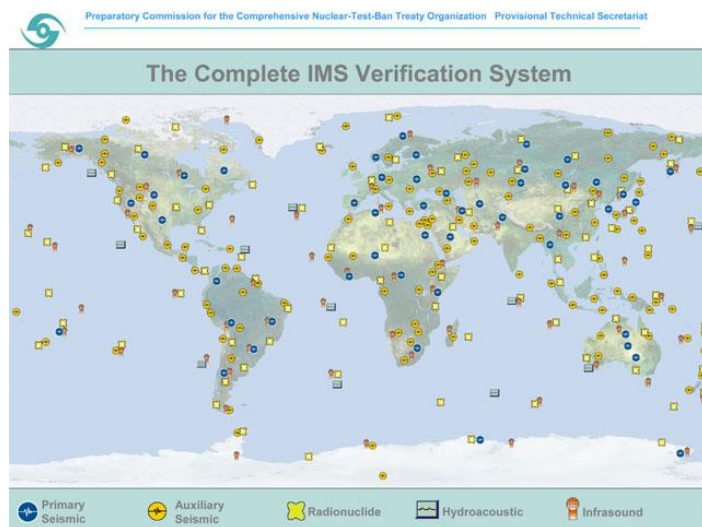 Preparatory Commission for the Comprehensive Nuclear-Test-Ban Treaty Organization Provisional Technical Secretariat
The Complete IMS Verification System
Primary Seismic
Auxiliary Seismic
Radionuclide
Hydroacoustic
Infrasound